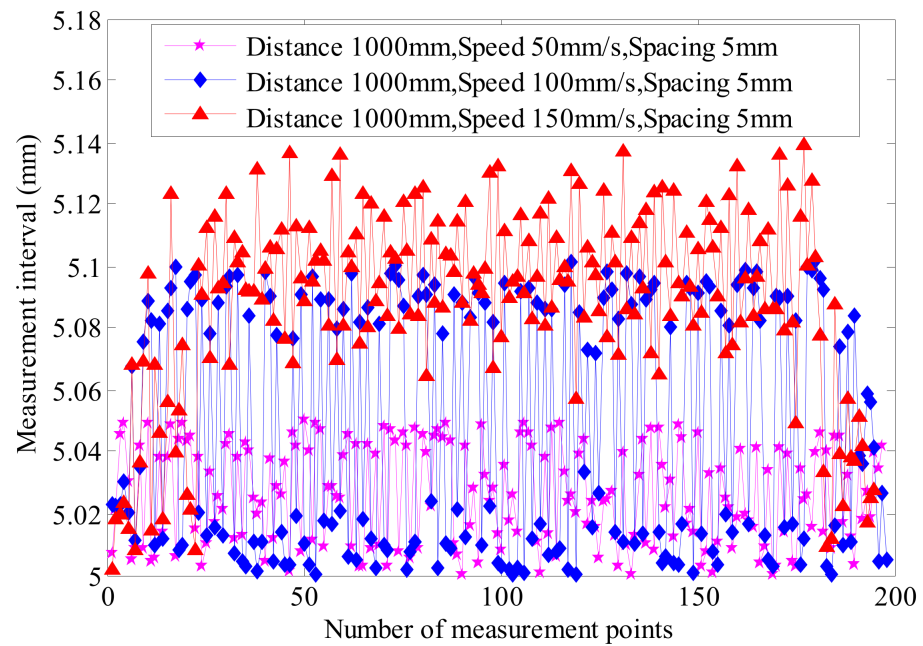 5.18
5.16
5.14
5.12
5.1
5.08
5.06
5.04
5.02
5
Measurement interval (mm)
Distance 1000mm,Speed 50mm/s,Spacing 5mm
Distance 1000mm,Speed 100mm/s,Spacing 5mm
Distance 1000mm,Speed 150mm/s,Spacing 5mm
0 50 100 150 200
Number of measurement points